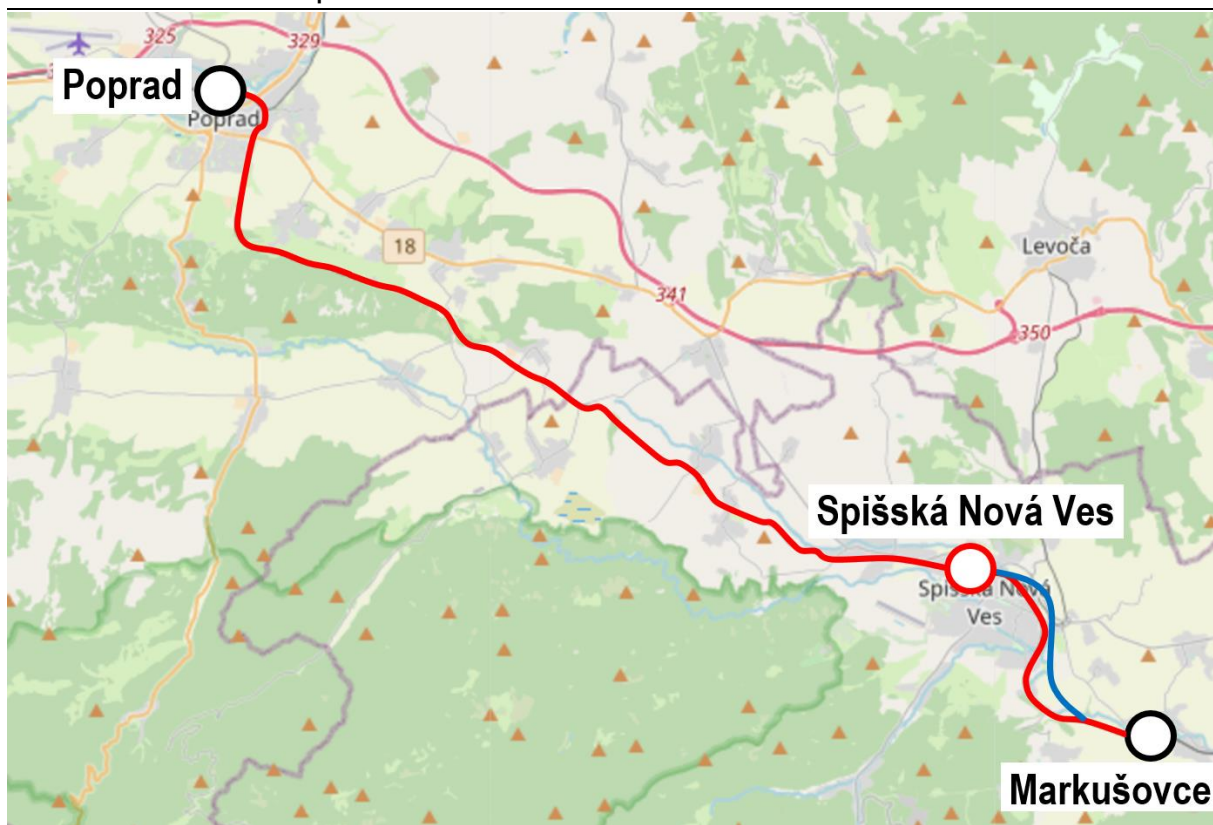 325
329
Poprad
Poprad
18
Levoča
341
350
Spišská Nová Ves
Spišská Nová
Ves
Markušovce